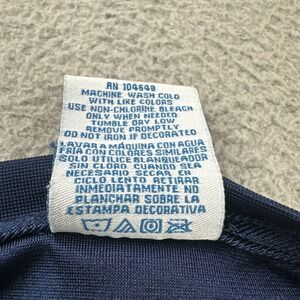 RN 104649
MACHINE WASH COLD
WITH LIKE COLORS
USE NON-CHLORINE BLEACH
ONLY WHEN NEEDED
TUMBLE DRY LOW
REMOVE PROMPTLY
DO NOT IRON IF DECORATED
LAVAR A MÁQUINA CON AGUA
FRÍA CON COLORES SIMILARES
SOLO UTILICE BLANQUEADOR
SIN CLORO CUANDO SEA
NECESARIO SECAR EN
CICLO LENTO RETIRAR
INMEDIATAMENTE NO
PLANCHAR SOBRE LA
ESTAMPA DECORATIVA